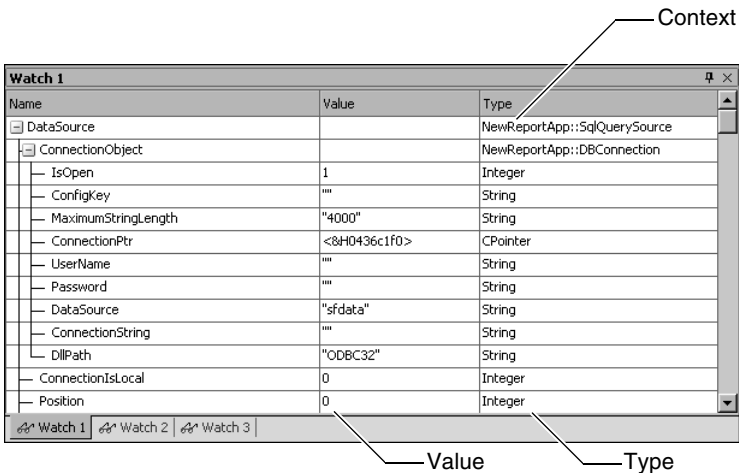 Context
Watch 1
Name Value Type
DataSource NewReportApp::SqlQuerySource
ConnectionObject NewReportApp::DBConnection
IsOpen 1 Integer
ConfigKey "" String
MaximumStringLength "4000" String
ConnectionPtr <&H0436c1f0> CPointer
UserName "" String
Password "" String
DataSource "sfdata" String
ConnectionString "" String
DllPath "ODBC32" String
ConnectionIsLocal 0 Integer
Position 0 Integer
Watch 1 Watch 2 Watch 3
Value Type